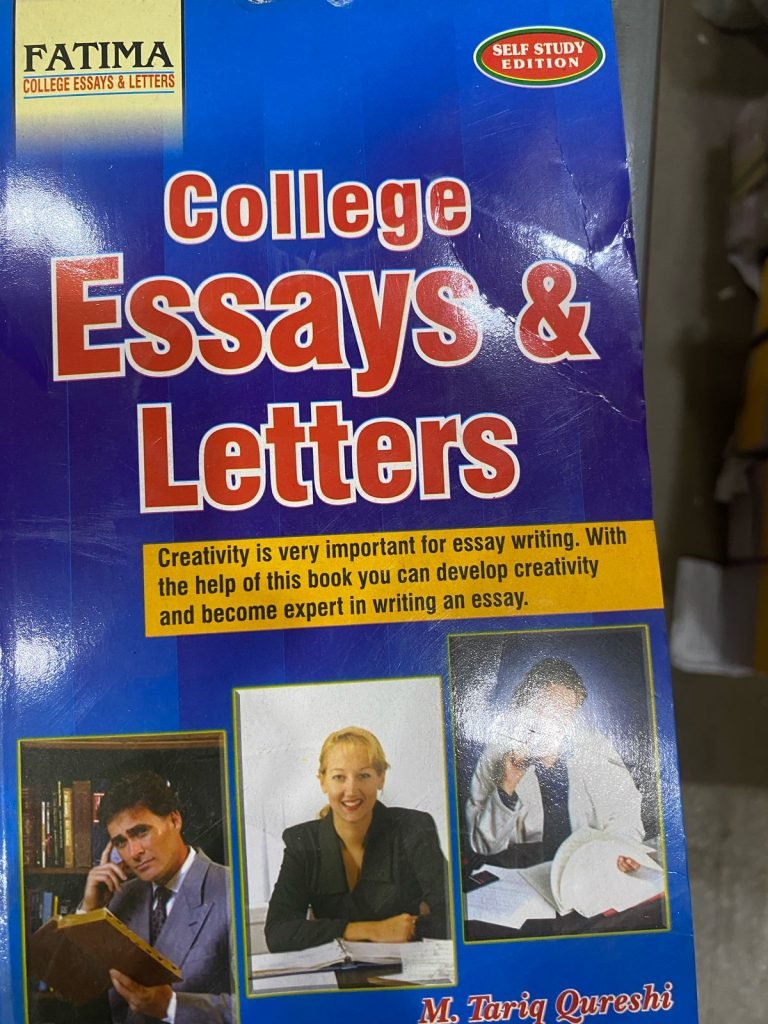 FATIMA
COLLEGE ESSAYS & LETTERS
SELF STUDY
EDITION
College
Essays &
Letters
Creativity is very important for essay writing. With
the help of this book you can develop creativity
and become expert in writing an essay.
M. Tariq Qureshi